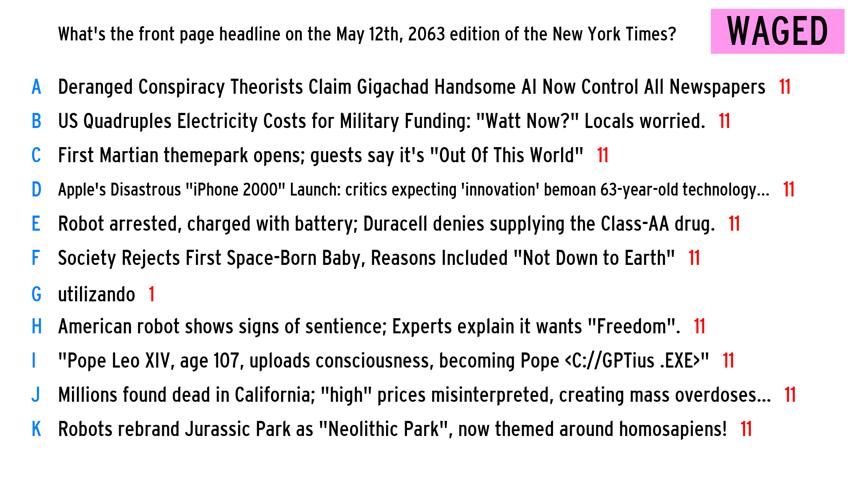 What's the front page headline on the May 12th, 2063 edition of the New York Times?
WAGED
A Deranged Conspiracy Theorists Claim Gigachad Handsome AI Now Control All Newspapers 11
B US Quadruples Electricity Costs for Military Funding: "Watt Now?" Locals worried. 11
C First Martian themepark opens; guests say it's "Out Of This World" 11
D Apple's Disastrous "iPhone 2000" Launch: critics expecting 'innovation' bemoan 63-year-old technology... 11
E Robot arrested, charged with battery; Duracell denies supplying the Class-AA drug. 11
F Society Rejects First Space-Born Baby, Reasons Included "Not Down to Earth" 11
G utilizando 1
H American robot shows signs of sentience; Experts explain it wants "Freedom". 11
I "Pope Leo XIV, age 107, uploads consciousness, becoming Pope <C://GPTius .EXE>" 11
J Millions found dead in California; "high" prices misinterpreted, creating mass overdoses... 11
K Robots rebrand Jurassic Park as "Neolithic Park", now themed around homosapiens! 11